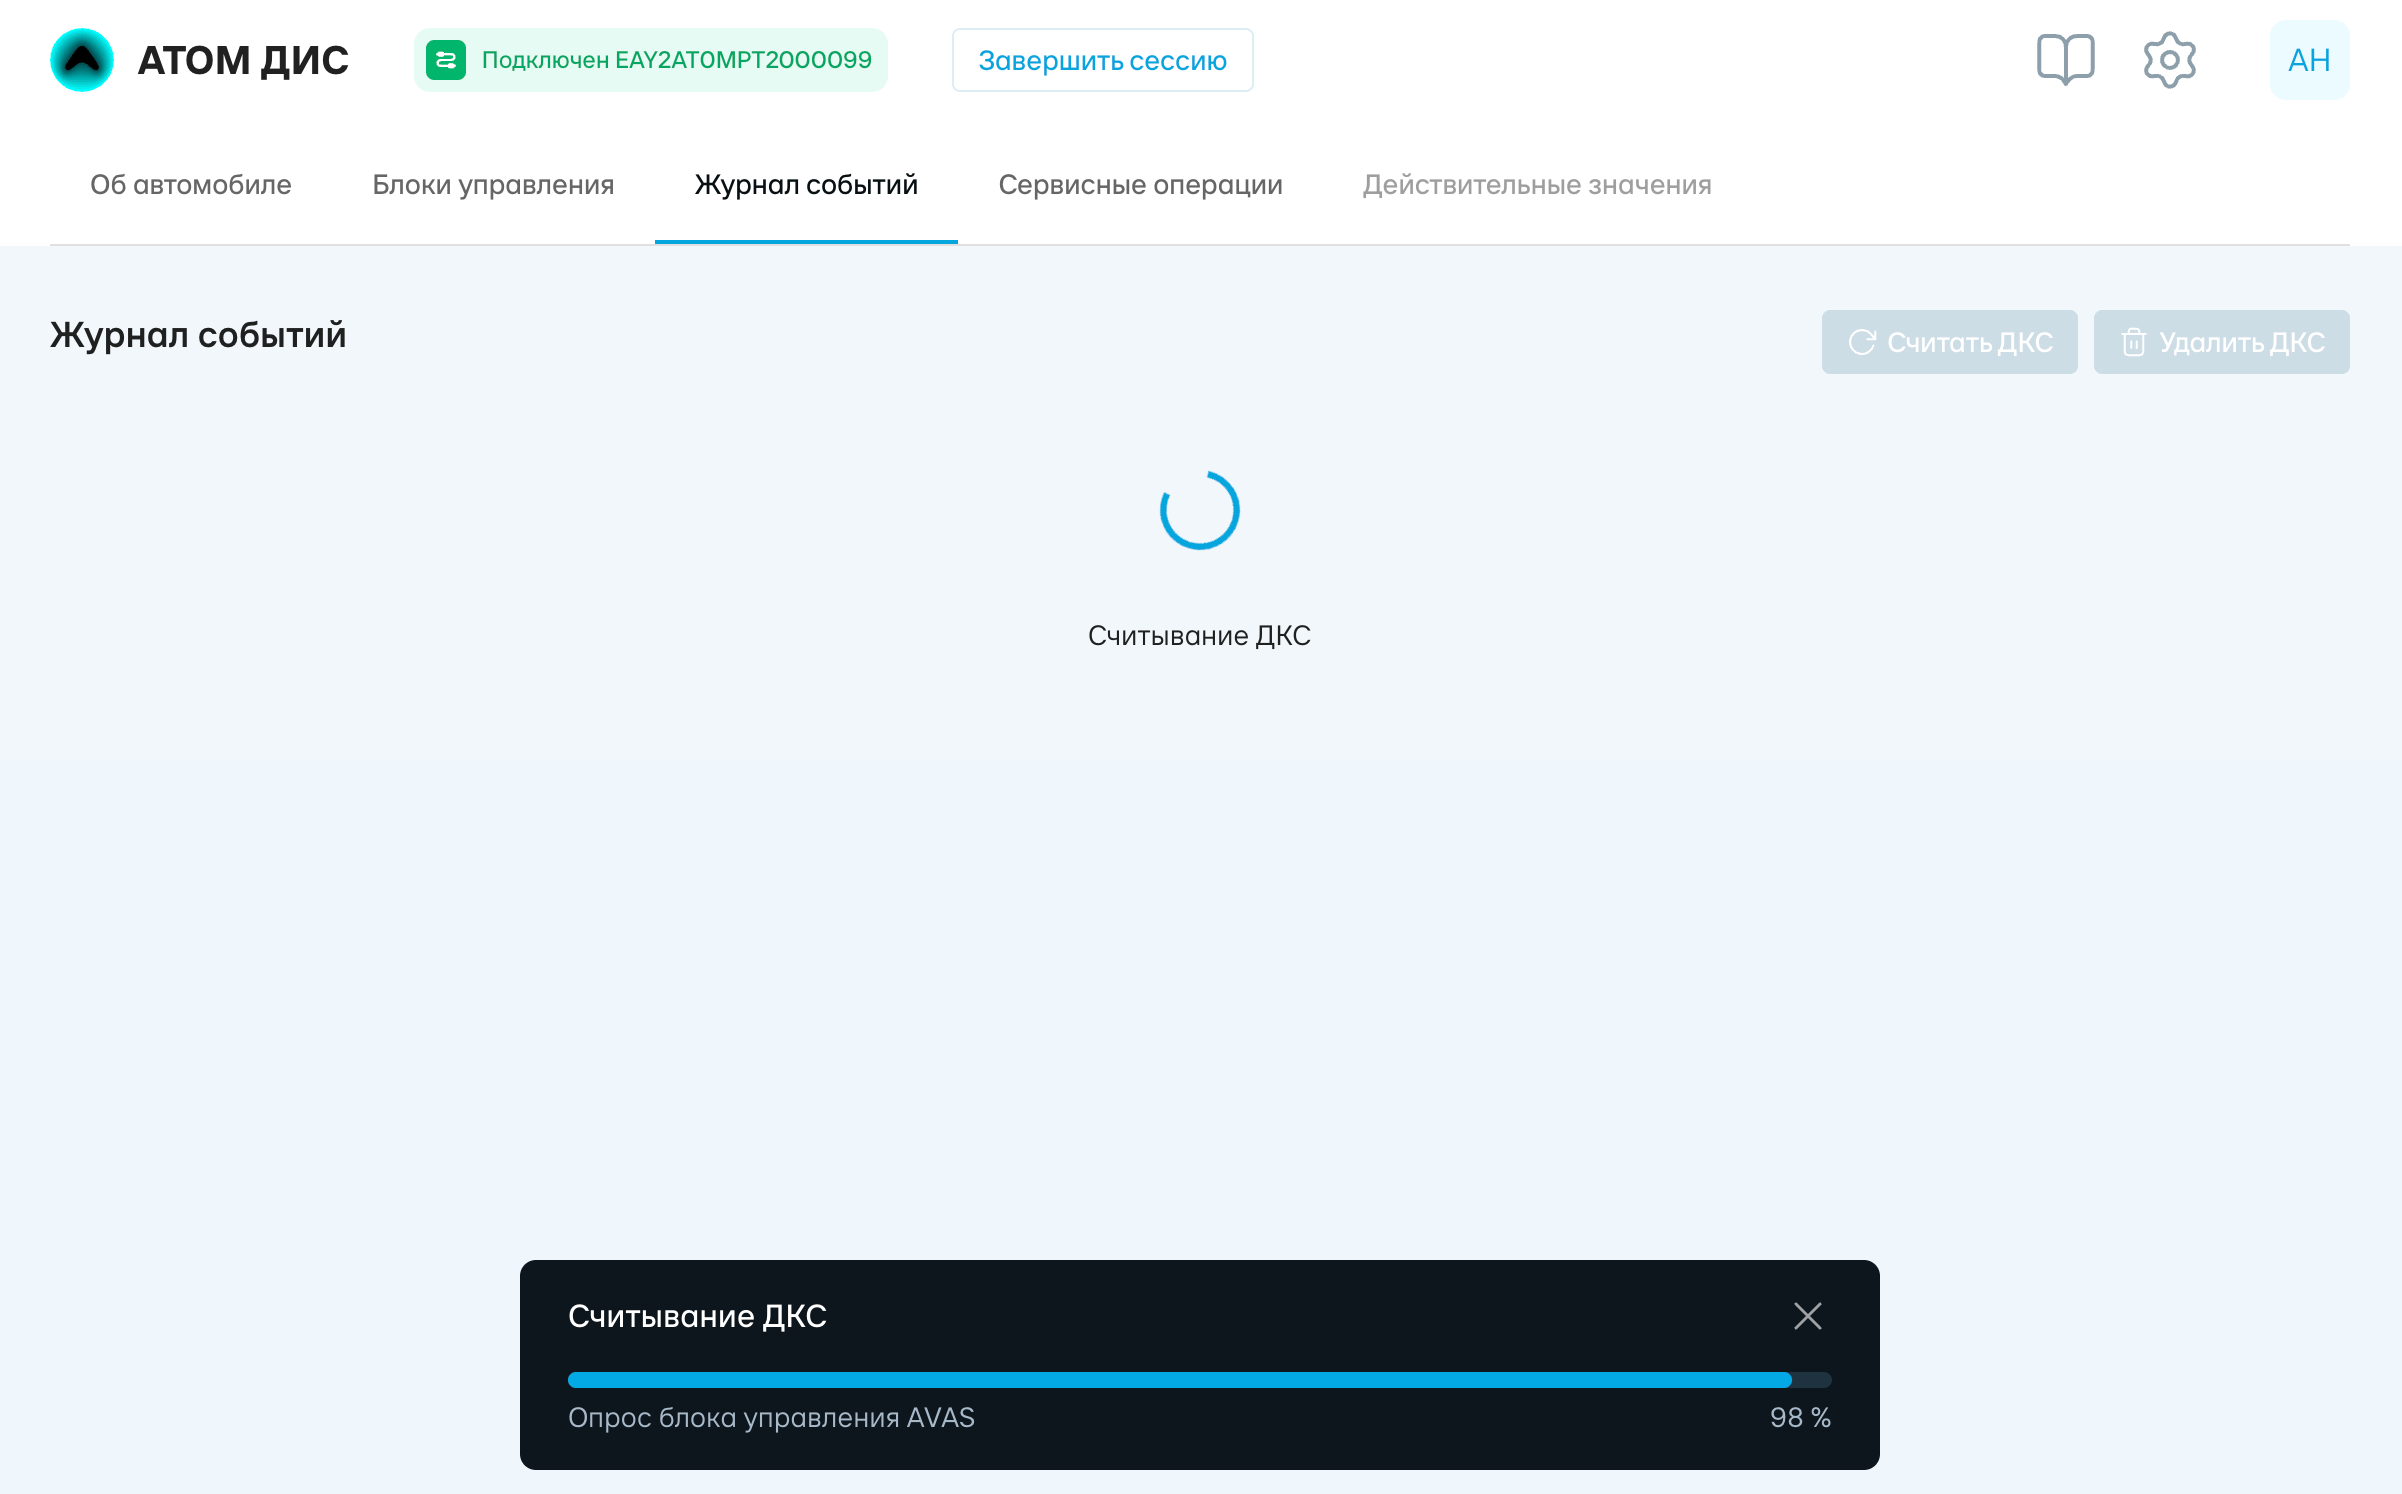 АТОМ ДИС
Подключен EAY2AT0MPT2000099
Завершить сессию
АН
Об автомобиле
Блоки управления
Журнал событий
Сервисные операции
Действительные значения
Журнал событий
Считать ДКС
Удалить ДКС
Считывание ДКС
Считывание ДКС
Опрос блока управления AVAS
98 %